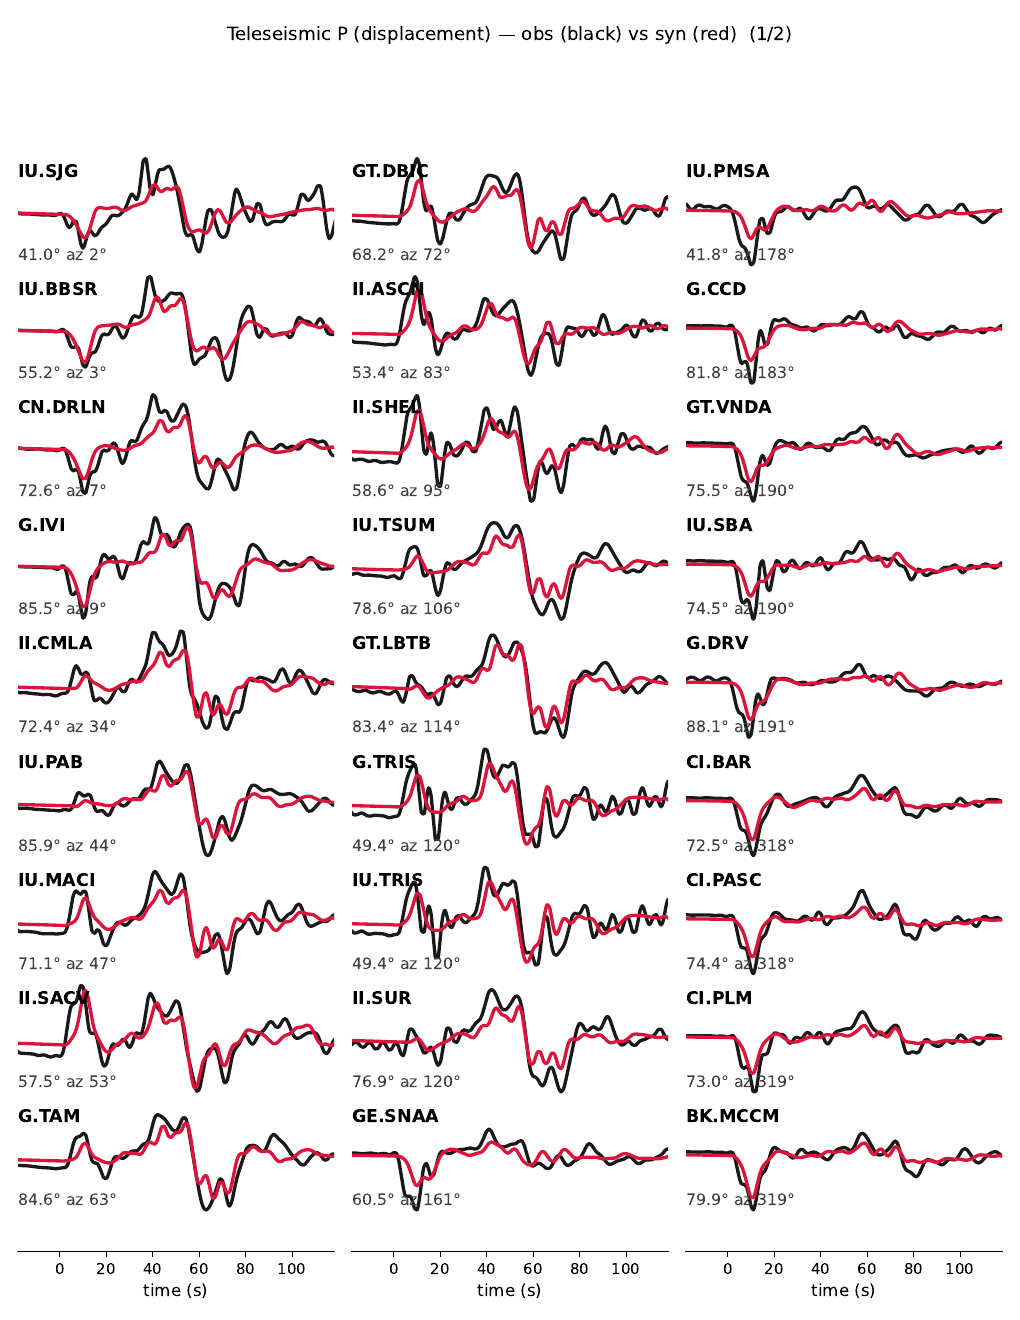 Teleseismic P (displacement) — obs (black) vs syn (red)  (1/2)
IU.SJG
41.0° az 2°
IU.BBSR
55.2° az 3°
CN.DRLN
72.6° az 7°
G.IVI
85.5° az 9°
II.CMLA
72.4° az 34°
IU.PAB
85.9° az 44°
IU.MACI
71.1° az 47°
II.SACV
57.5° az 53°
G.TAM
84.6° az 63°
0 20 40 60 80 100
time (s)
GT.DBIC
68.2° az 72°
II.ASCN
53.4° az 83°
II.SHEL
58.6° az 95°
IU.TSUM
78.6° az 106°
GT.LBTB
83.4° az 114°
G.TRIS
49.4° az 120°
IU.TRIS
49.4° az 120°
II.SUR
76.9° az 120°
GE.SNAA
60.5° az 161°
0 20 40 60 80 100
time (s)
IU.PMSA
41.8° az 178°
G.CCD
81.8° az 183°
GT.VNDA
75.5° az 190°
IU.SBA
74.5° az 190°
G.DRV
88.1° az 191°
CI.BAR
72.5° az 318°
CI.PASC
74.4° az 318°
CI.PLM
73.0° az 319°
BK.MCCM
79.9° az 319°
0 20 40 60 80 100
time (s)